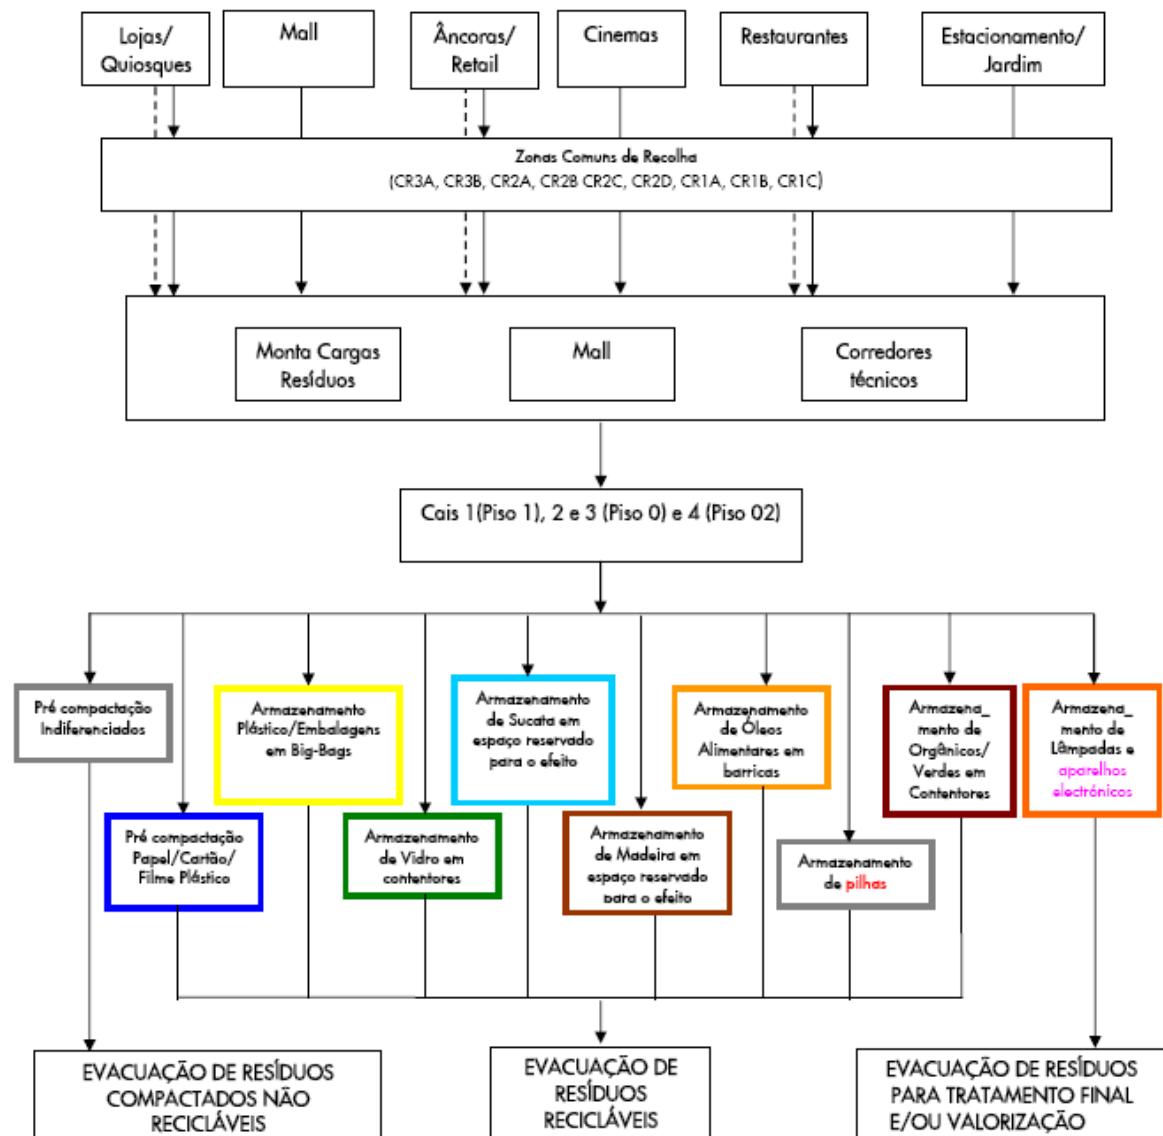 Lojas/
Quiosques
Mall
Âncoras/
Retail
Cinemas
Restaurantes
Estacionamento/
Jardim
Zonas Comuns de Recolha
(CR3A, CR3B, CR2A, CR2B CR2C, CR2D, CR1A, CR1B, CR1C)
Monta Cargas
Resíduos
Mall
Corredores
técnicos
Cais 1(Piso 1), 2 e 3 (Piso 0) e 4 (Piso 02)
Pré compactação
Indiferenciados
Armazenamento
Plástico/Embalagens
em Big-Bags
Armazenamento
de Sucata em
espaço reservado
para o efeito
Armazenamento
de Óleos
Alimentares em
barricas
Armazena_
mento de
Orgânicos/
Verdes em
Contentores
Armazena_
mento de
Lâmpadas e
aparelhos
electrónicos
Pré compactação
Papel/Cartão/
Filme Plástico
Armazenamento
de Vidro em
contentores
Armazenamento
de Madeira em
espaço reservado
para o efeito
Armazenamento
de pilhas
EVACUAÇÃO DE RESÍDUOS
COMPACTADOS NÃO
RECICLÁVEIS
EVACUAÇÃO DE
RESÍDUOS
RECICLÁVEIS
EVACUAÇÃO DE RESÍDUOS
PARA TRATAMENTO FINAL
E/OU VALORIZAÇÃO